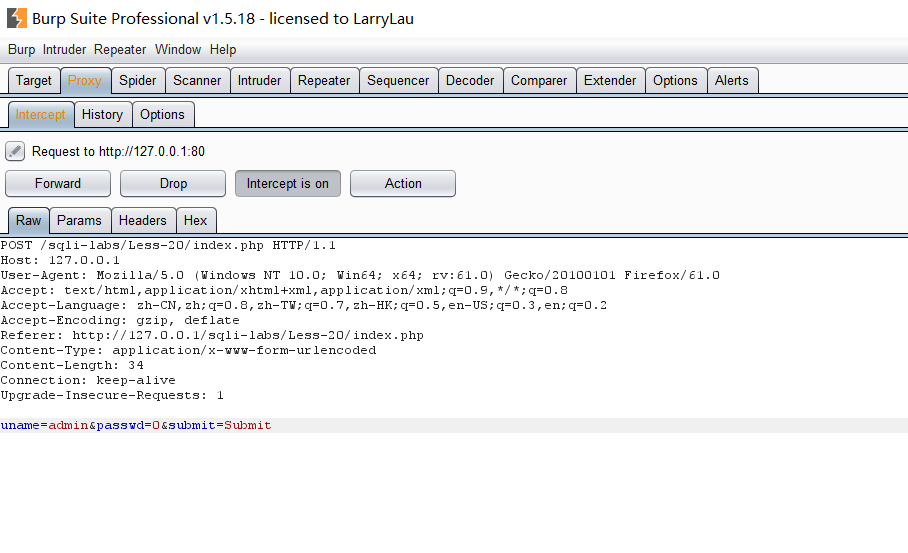 Burp Suite Professional v1.5.18 - licensed to LarryLau
Burp Intruder Repeater Window Help
Target Proxy Spider Scanner Intruder Repeater Sequencer Decoder Comparer Extender Options Alerts
Intercept History Options
Request to http://127.0.0.1:80
Forward Drop Intercept is on Action
Raw Params Headers Hex
POST /sqli-labs/Less-20/index.php HTTP/1.1
Host: 127.0.0.1
User-Agent: Mozilla/5.0 (Windows NT 10.0; Win64; x64; rv:61.0) Gecko/20100101 Firefox/61.0
Accept: text/html,application/xhtml+xml,application/xml;q=0.9,*/*;q=0.8
Accept-Language: zh-CN,zh;q=0.8,zh-TW;q=0.7,zh-HK;q=0.5,en-US;q=0.3,en;q=0.2
Accept-Encoding: gzip, deflate
Referer: http://127.0.0.1/sqli-labs/Less-20/index.php
Content-Type: application/x-www-form-urlencoded
Content-Length: 34
Connection: keep-alive
Upgrade-Insecure-Requests: 1
uname=admin&passwd=0&submit=Submit